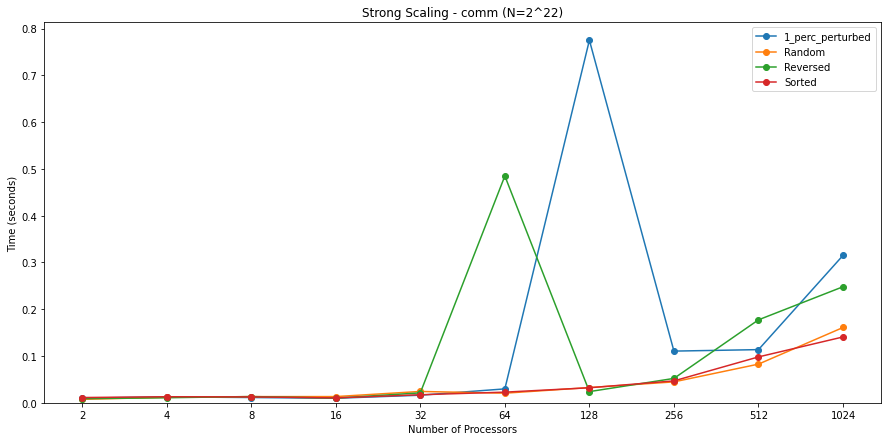 Strong Scaling - comm (N=2^22)
1_perc_perturbed
Random
Reversed
Sorted
Time (seconds)
0.8
0.7
0.6
0.5
0.4
0.3
0.2
0.1
0.0
2 4 8 16 32 64 128 256 512 1024
Number of Processors